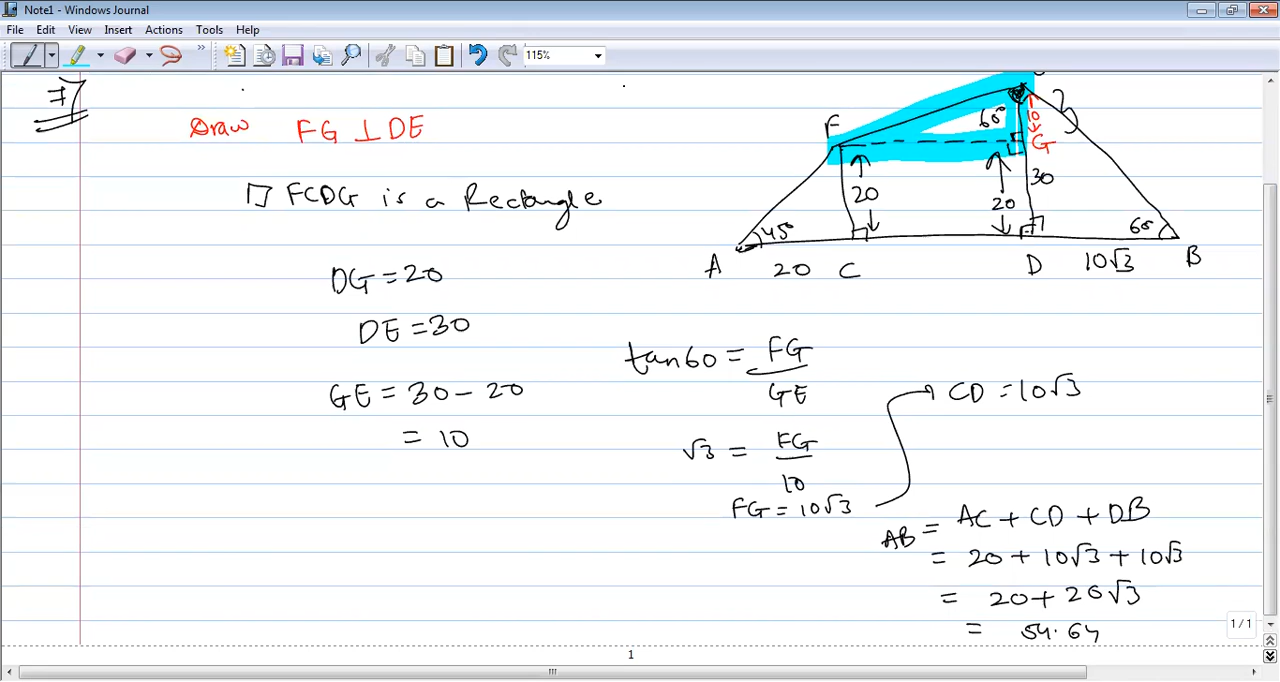 Note1 - Windows Journal
File Edit View Insert Actions Tools Help
115%
Draw FG ⊥ DE
□ FCDG is a Rectangle
DG = 20
DE = 30
GE = 30 - 20
= 10
F
60°
10
G
30
20
20
45°
60
A
20
C
D
10√3
B
tan60 = FG
GE
√3 = FG
10
FG = 10√3
CD = 10√3
AB = AC + CD + DB
= 20 + 10√3 + 10√3
= 20 + 20√3
= 54.64
1 / 1
1